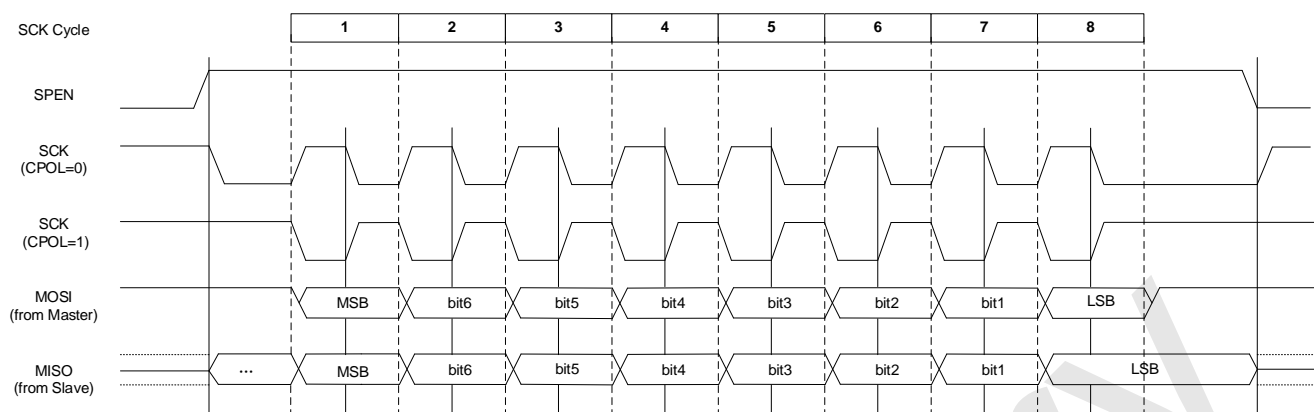 SCK Cycle
1 2 3 4 5 6 7 8
SPEN
SCK
(CPOL=0)
SCK
(CPOL=1)
MOSI
(from Master)
MSB bit6 bit5 bit4 bit3 bit2 bit1 LSB
MISO
(from Slave)
... MSB bit6 bit5 bit4 bit3 bit2 bit1 LSB